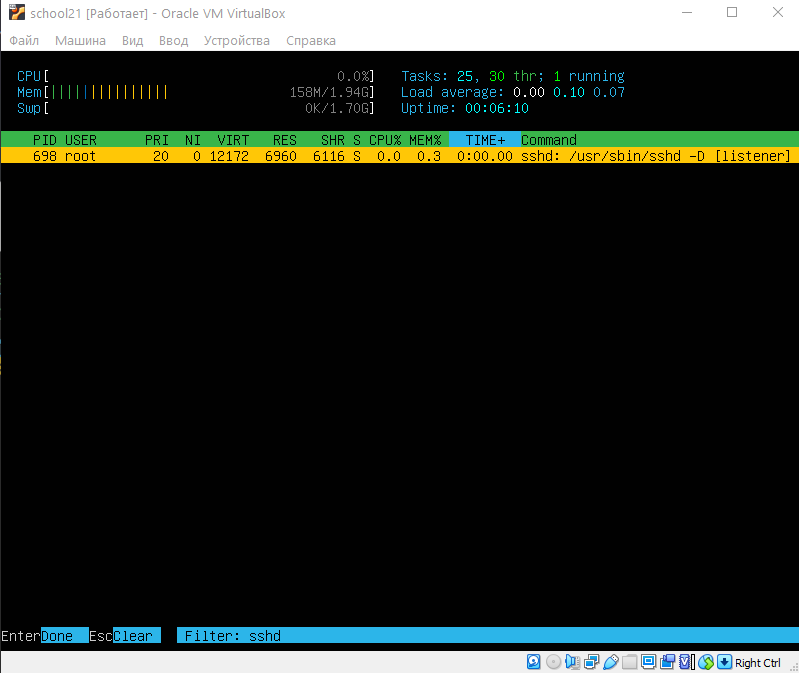 school21 [Работает] - Oracle VM VirtualBox
Файл Машина Вид Ввод Устройства Справка
CPU[ 0.0%] Tasks: 25, 30 thr; 1 running
Mem[||||||||||||||| 158M/1.94G] Load average: 0.00 0.10 0.07
Swp[ 0K/1.70G] Uptime: 00:06:10
PID USER PRI NI VIRT RES SHR S CPU% MEM% TIME+ Command
698 root 20 0 12172 6960 6116 S 0.0 0.3 0:00.00 sshd: /usr/sbin/sshd -D [listener]
EnterDone EscClear Filter: sshd
Right Ctrl